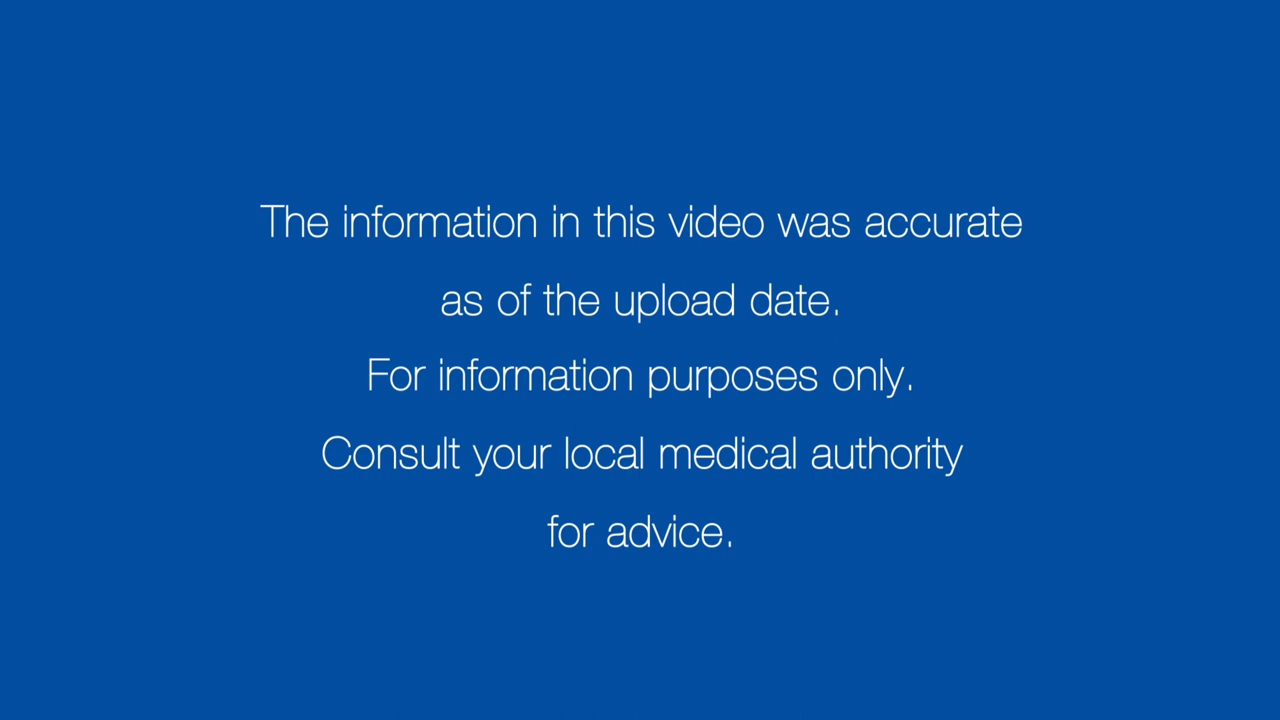 The information in this video was accurate
as of the upload date.
For information purposes only.
Consult your local medical authority
for advice.